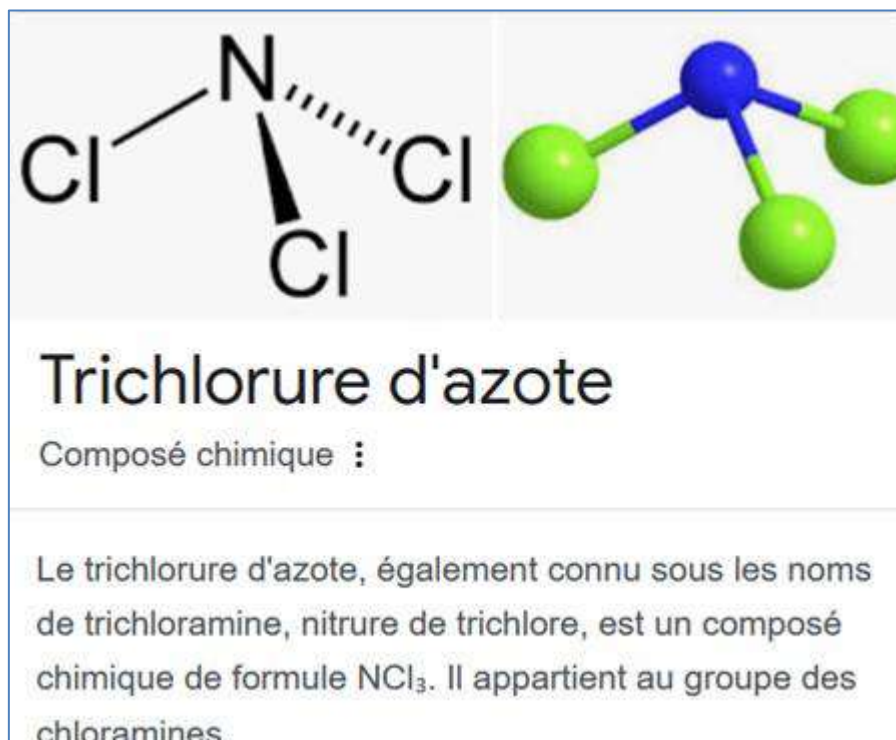 N
Cl
Cl
Cl
Trichlorure d'azote
Composé chimique
Le trichlorure d'azote, également connu sous les noms
de trichloramine, nitrure de trichlore, est un composé
chimique de formule NCl₃. Il appartient au groupe des
chloramines.